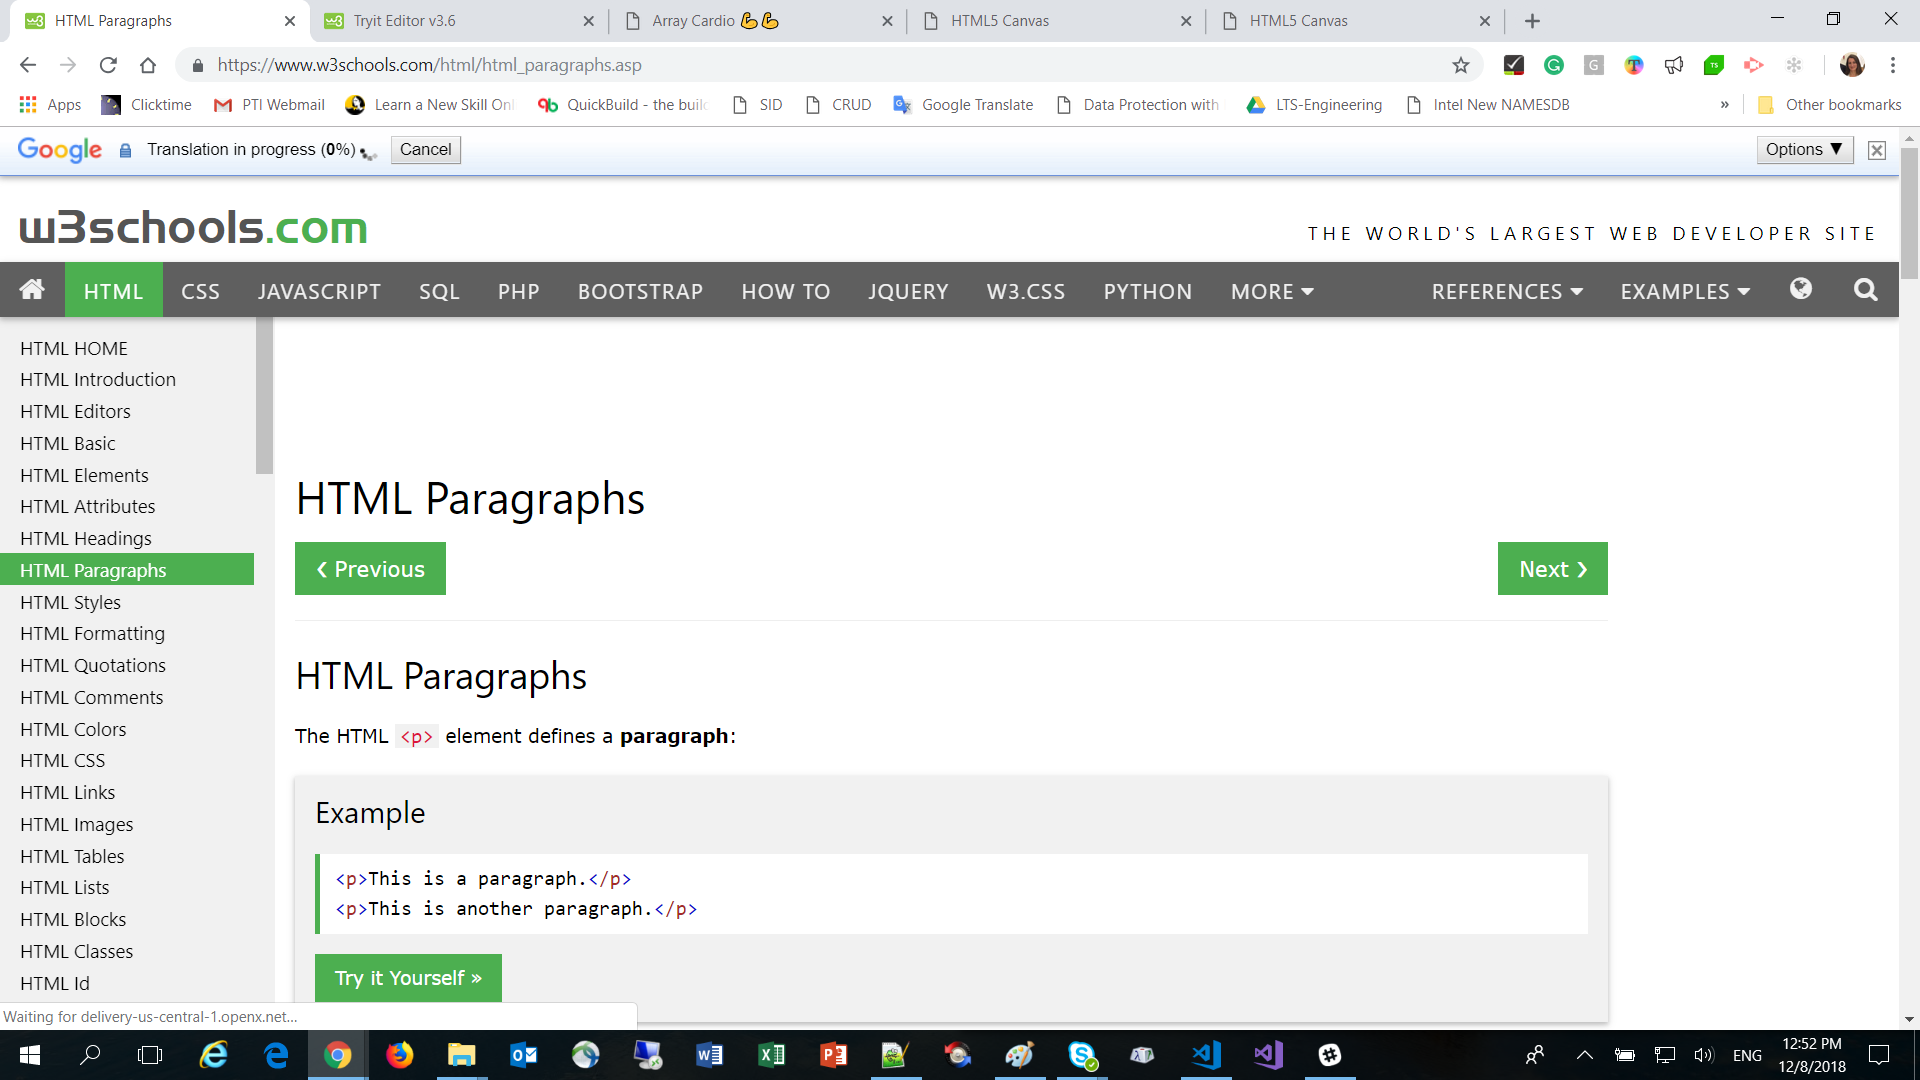 HTML Paragraphs
Tryit Editor v3.6
Array Cardio 💪💪
HTML5 Canvas
HTML5 Canvas
https://www.w3schools.com/html/html_paragraphs.asp
Apps
Clicktime
PTI Webmail
Learn a New Skill Onl
QuickBuild - the buil
SID
CRUD
Google Translate
Data Protection with
LTS-Engineering
Intel New NAMESDB
»
Other bookmarks
Google
Translation in progress (0%)
Cancel
Options ▼
w3schools.com
THE WORLD'S LARGEST WEB DEVELOPER SITE
HTML
CSS
JAVASCRIPT
SQL
PHP
BOOTSTRAP
HOW TO
JQUERY
W3.CSS
PYTHON
MORE
REFERENCES
EXAMPLES
HTML HOME
HTML Introduction
HTML Editors
HTML Basic
HTML Elements
HTML Attributes
HTML Headings
HTML Paragraphs
HTML Styles
HTML Formatting
HTML Quotations
HTML Comments
HTML Colors
HTML CSS
HTML Links
HTML Images
HTML Tables
HTML Lists
HTML Blocks
HTML Classes
HTML Id
HTML Paragraphs
❮ Previous
Next ❯
HTML Paragraphs
The HTML <p> element defines a paragraph:
Example
<p>This is a paragraph.</p>
<p>This is another paragraph.</p>
Try it Yourself »
Waiting for delivery-us-central-1.openx.net...
ENG
12:52 PM
12/8/2018